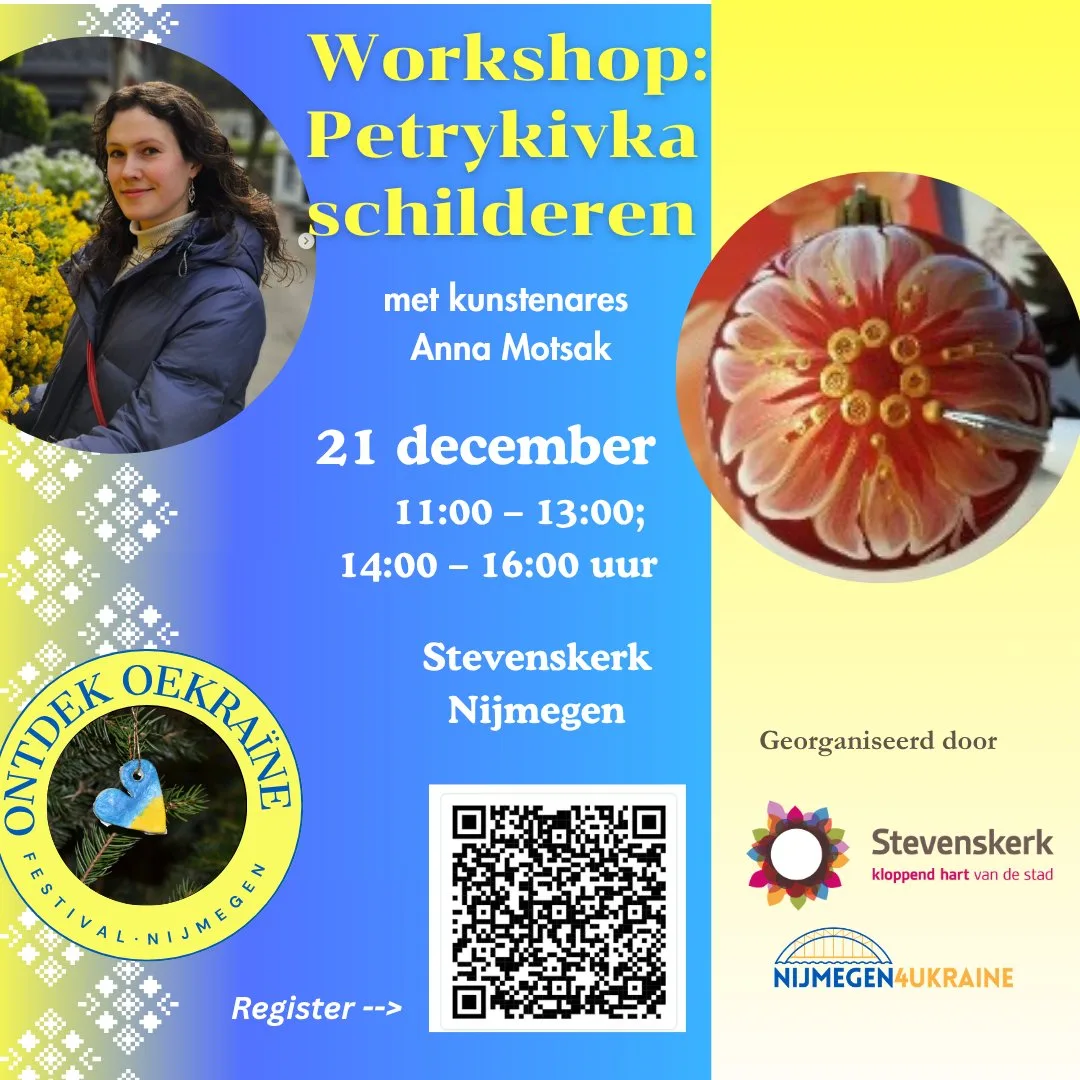 Workshop:
Petrykivka
schilderen
met kunstenares
Anna Motsak
21 december
11:00 – 13:00;
14:00 – 16:00 uur
Stevenskerk
Nijmegen
ONTDEK OEKRAÏNE
FESTIVAL·NIJMEGEN
Register -->
Georganiseerd door
Stevenskerk
kloppend hart van de stad
NIJMEGEN4UKRAINE